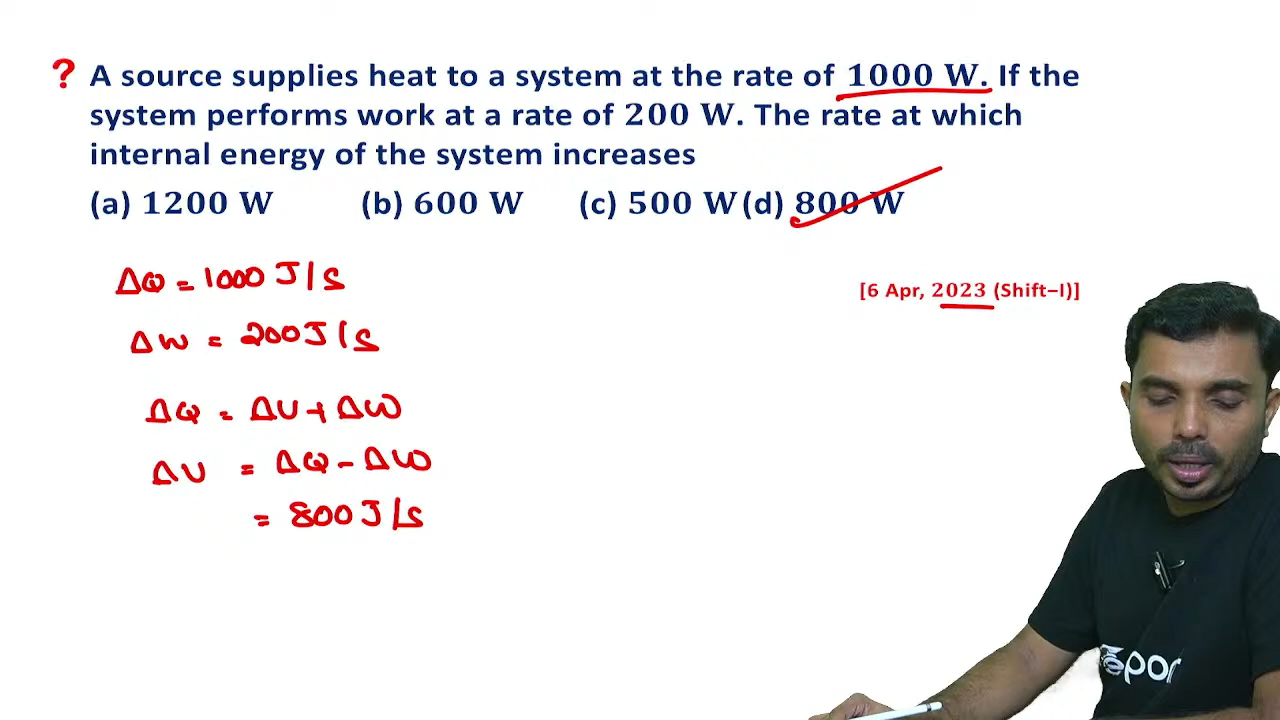 ? A source supplies heat to a system at the rate of 1000 W. If the
system performs work at a rate of 200 W. The rate at which
internal energy of the system increases
(a) 1200 W (b) 600 W (c) 500 W (d) 800 W
[6 Apr, 2023 (Shift–I)]
ΔQ = 1000 J/s
ΔW = 200 J/s
ΔQ = ΔU + ΔW
ΔU = ΔQ - ΔW
= 800 J/s